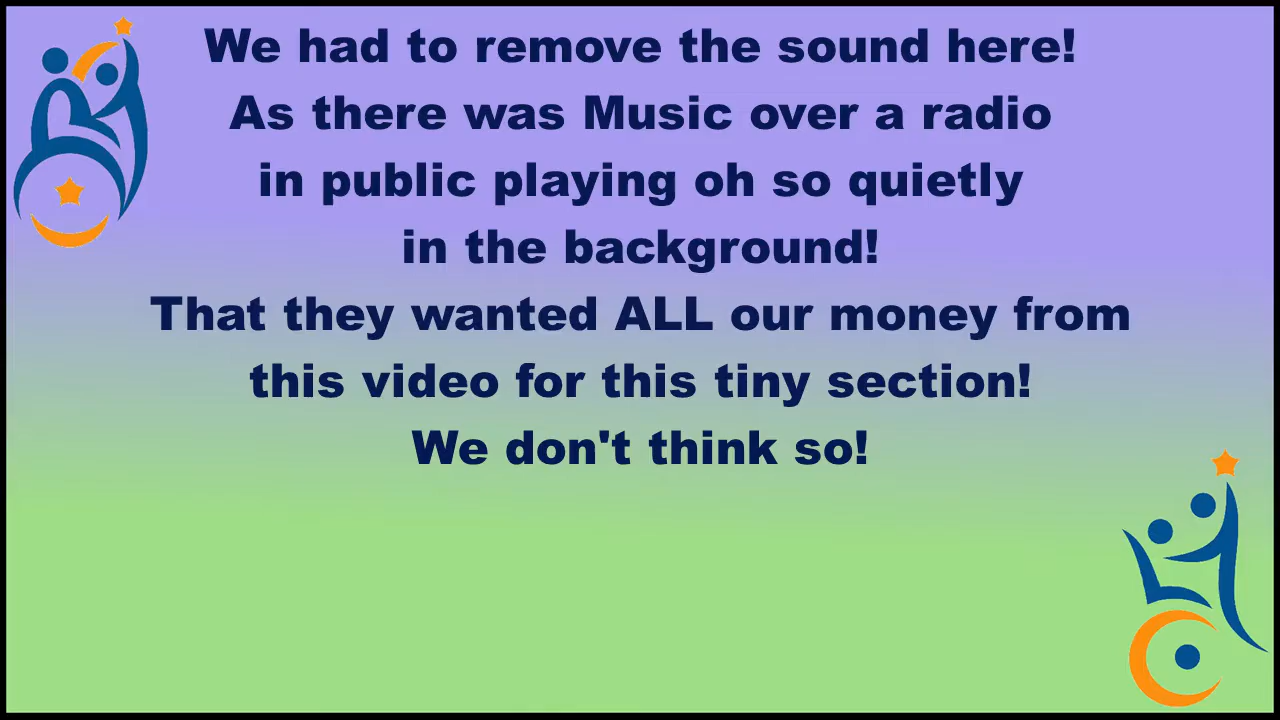 We had to remove the sound here!
As there was Music over a radio
in public playing oh so quietly
in the background!
That they wanted ALL our money from
this video for this tiny section!
We don't think so!